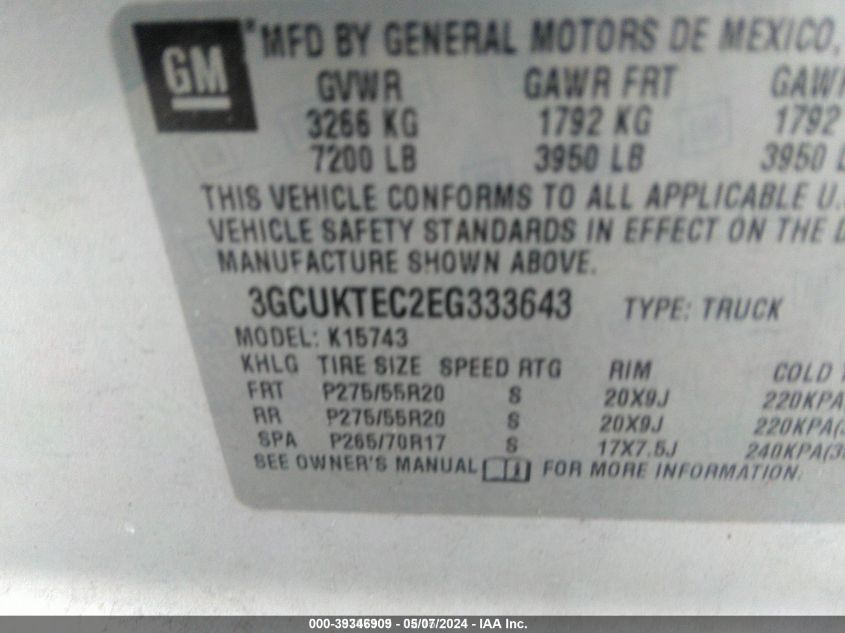 GM
*MFD BY GENERAL MOTORS DE MEXICO,
GVWR GAWR FRT GAWR
3266 KG 1792 KG 1792
7200 LB 3950 LB 3950 L
THIS VEHICLE CONFORMS TO ALL APPLICABLE U.
VEHICLE SAFETY STANDARDS IN EFFECT ON THE D
MANUFACTURE SHOWN ABOVE.
3GCUKTEC2EG333643 TYPE: TRUCK
MODEL: K15743
KHLG TIRE SIZE SPEED RTG RIM COLD
FRT P275/55R20 S 20X9J 220KPA(
RR P275/55R20 S 20X9J 220KPA(3
SPA P265/70R17 S 17X7.5J 240KPA(3
SEE OWNER'S MANUAL FOR MORE INFORMATION.
000-39346909 - 05/07/2024 - IAA Inc.